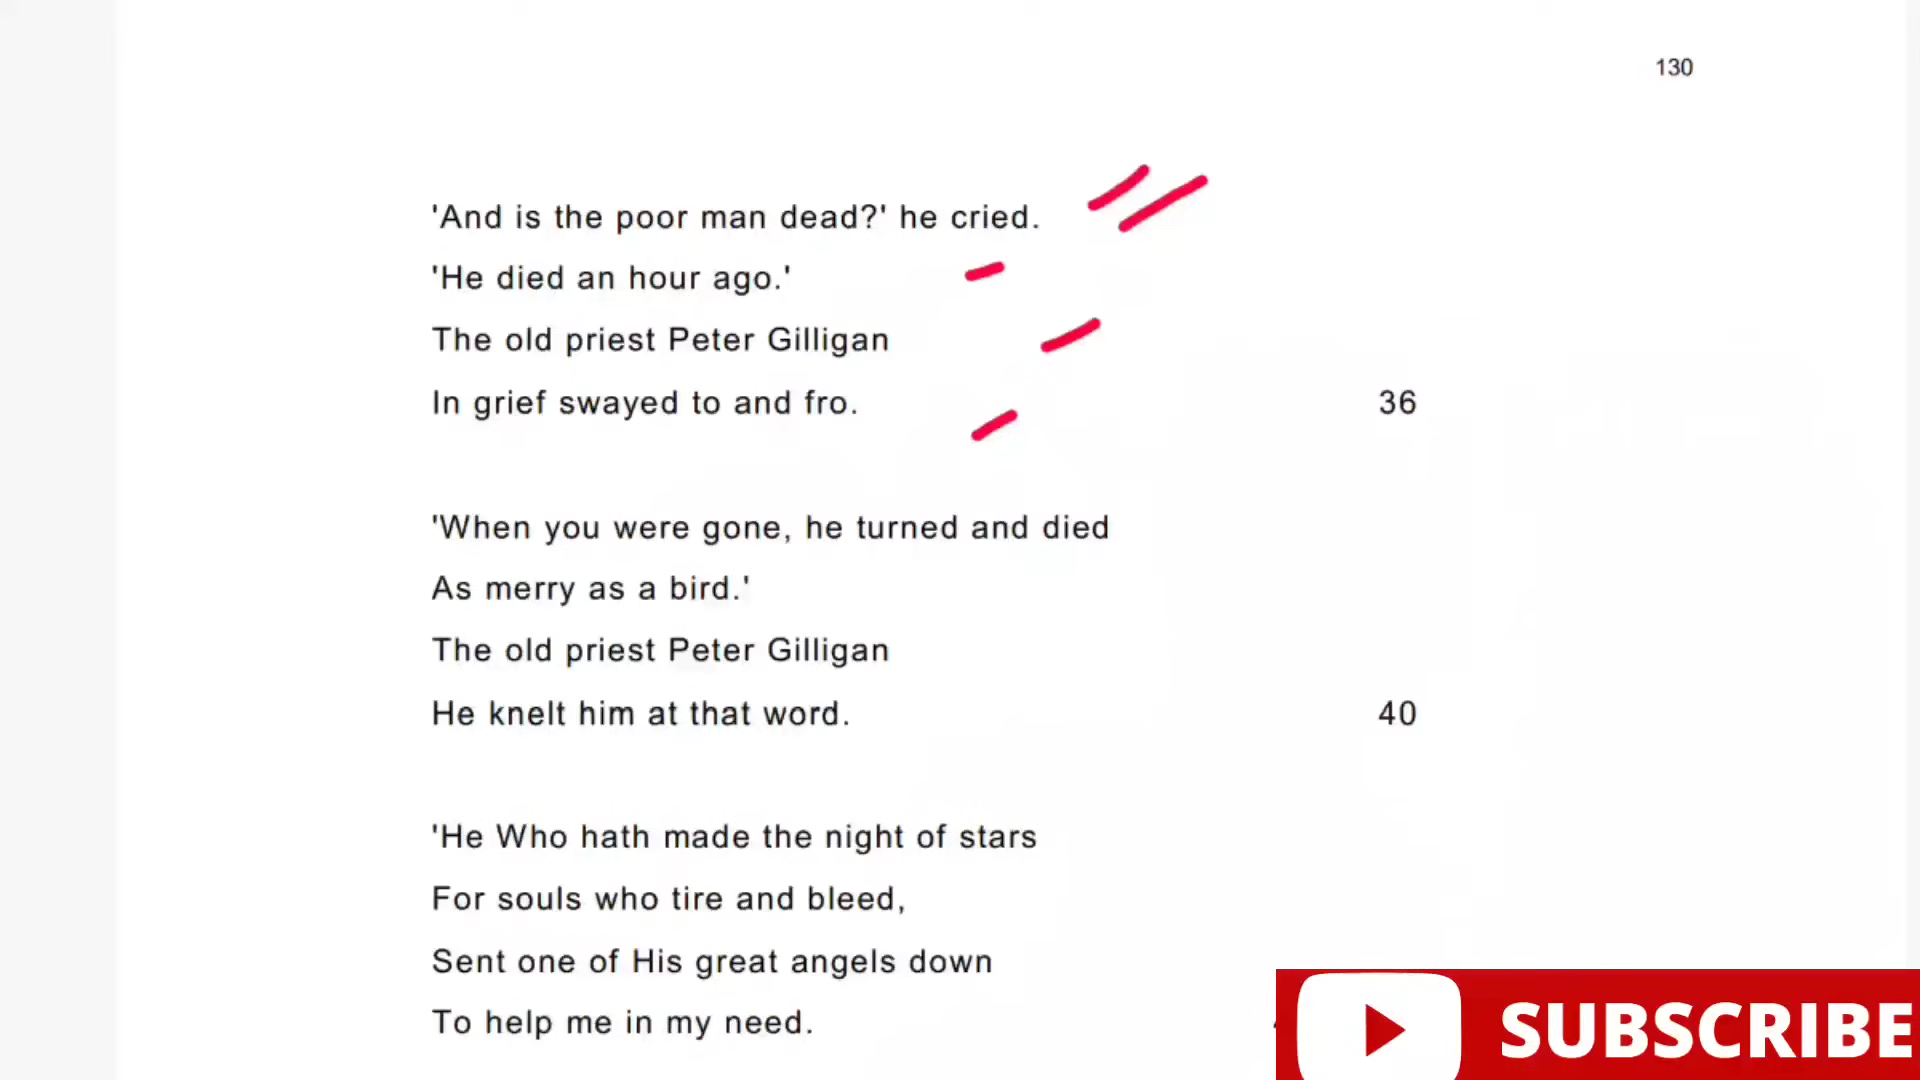 130
'And is the poor man dead?' he cried.
'He died an hour ago.'
The old priest Peter Gilligan
In grief swayed to and fro. 36
'When you were gone, he turned and died
As merry as a bird.'
The old priest Peter Gilligan
He knelt him at that word. 40
'He Who hath made the night of stars
For souls who tire and bleed,
Sent one of His great angels down
To help me in my need.
SUBSCRIBE